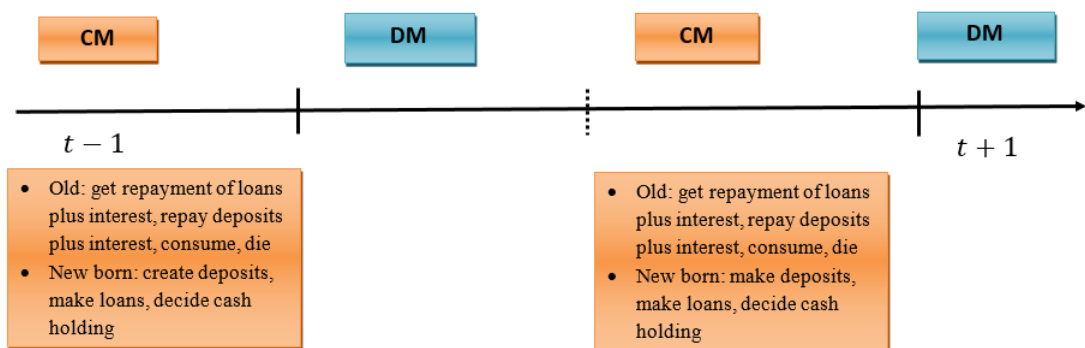 CM
DM
CM
DM
t − 1
t + 1
• Old: get repayment of loans
plus interest, repay deposits
plus interest, consume, die
• New born: create deposits,
make loans, decide cash
holding
• Old: get repayment of loans
plus interest, repay deposits
plus interest, consume, die
• New born: make deposits,
make loans, decide cash
holding